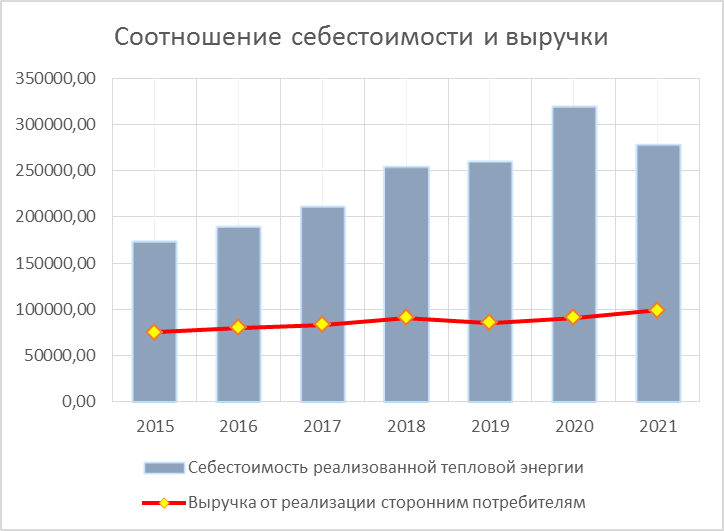 Соотношение себестоимости и выручки
350000,00
300000,00
250000,00
200000,00
150000,00
100000,00
50000,00
0,00
2015 2016 2017 2018 2019 2020 2021
Себестоимость реализованной тепловой энергии
Выручка от реализации сторонним потребителям